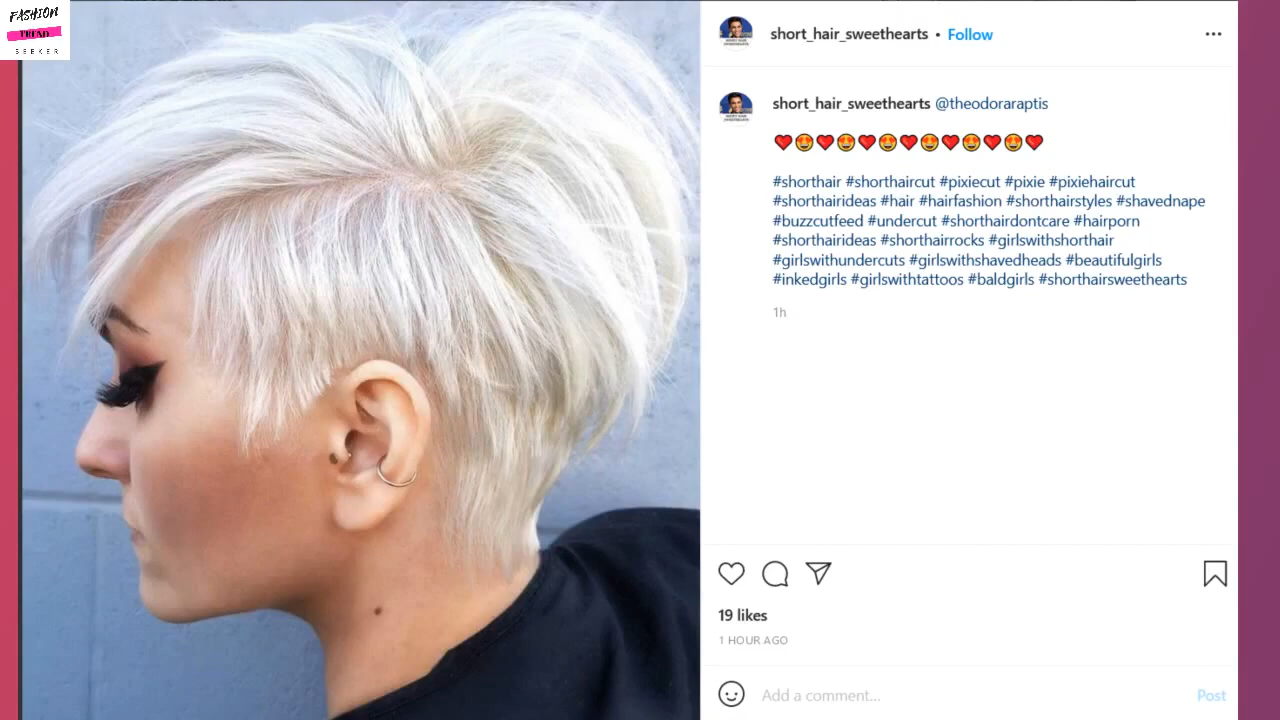 FASHION
TREND
SEEKER
short_hair_sweethearts • Follow
short_hair_sweethearts @theodoraraptis
❤️😍❤️😍❤️😍❤️😍❤️😍❤️😍❤️
#shorthair #shorthaircut #pixiecut #pixie #pixiehaircut
#shorthairideas #hair #hairfashion #shorthairstyles #shavednape
#buzzcutfeed #undercut #shorthairdontcare #hairporn
#shorthairideas #shorthairrocks #girlswithshorthair
#girlswithundercuts #girlswithshavedheads #beautifulgirls
#inkedgirls #girlswithtattoos #baldgirls #shorthairsweethearts
1h
19 likes
1 HOUR AGO
Add a comment...
Post